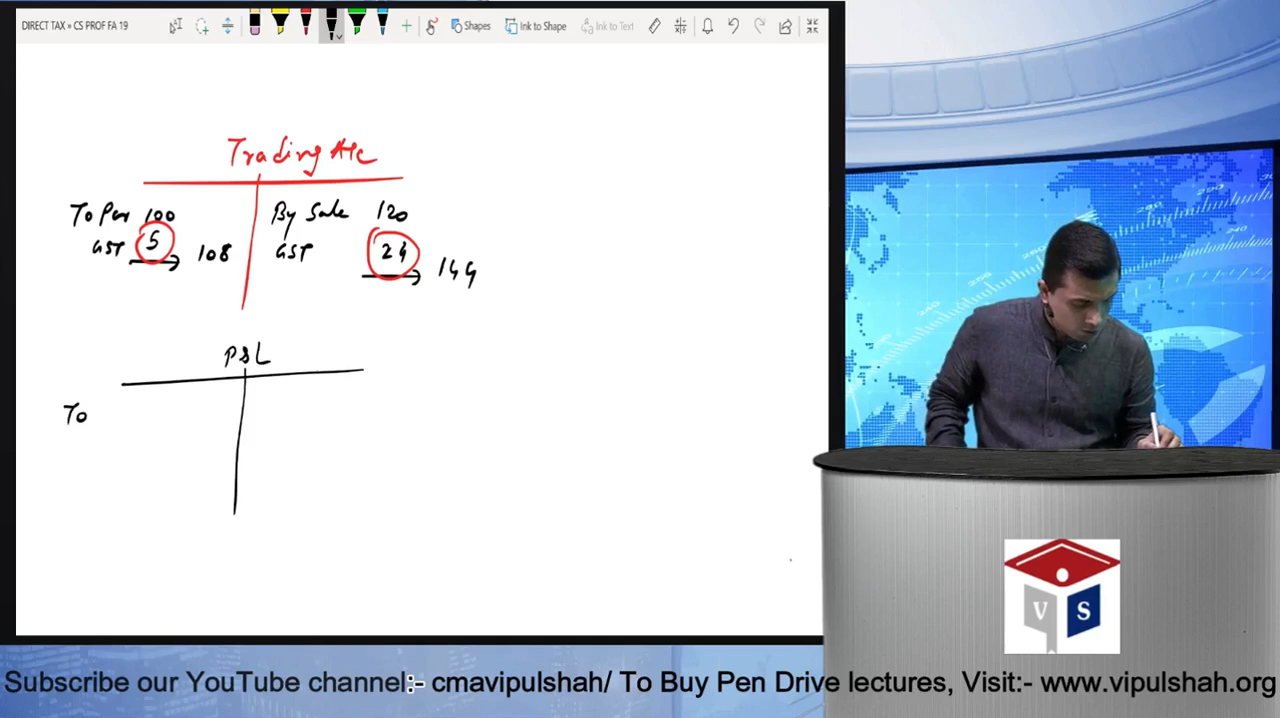 DIRECT TAX » CS PROF FA 19
Shapes
Ink to Shape
Ink to Text
Trading A/c
To Pur 100
GST 5 108
By Sale 120
GST 24 144
P&L
To
V S
Subscribe our YouTube channel:- cmavipulshah/ To Buy Pen Drive lectures, Visit:- www.vipulshah.org